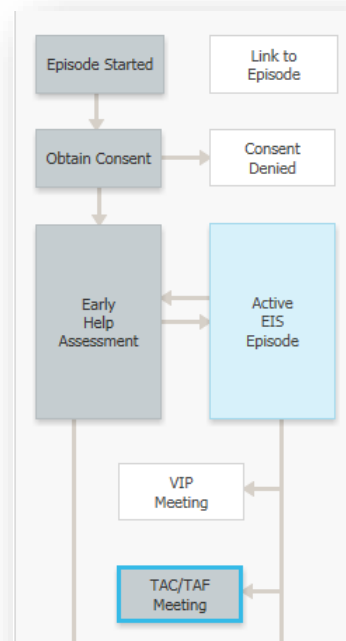 Episode Started
Link to
Episode
Obtain Consent
Consent
Denied
Early
Help
Assessment
Active
EIS
Episode
VIP
Meeting
TAC/TAF
Meeting